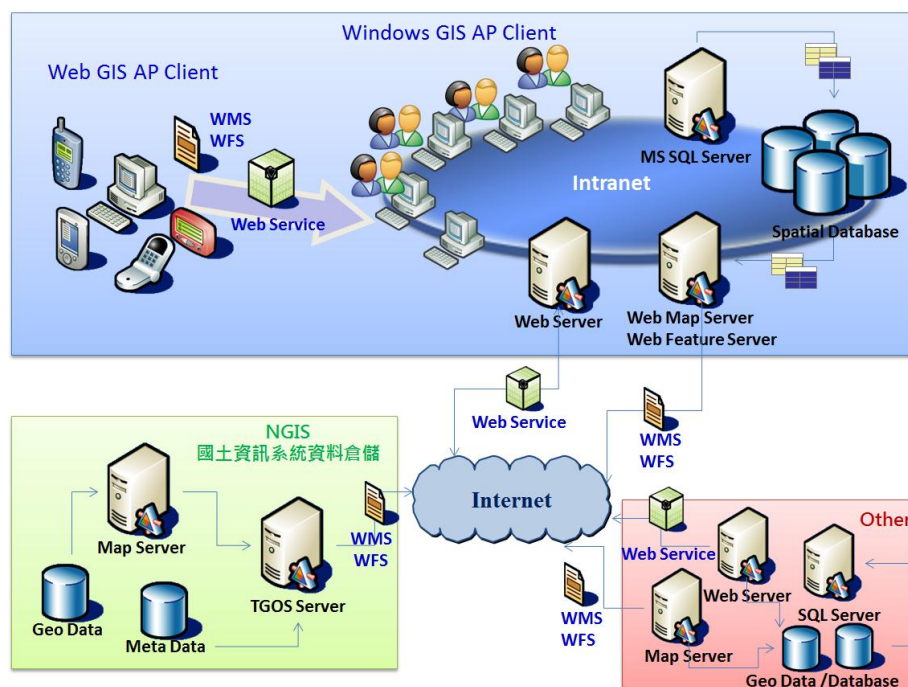 Windows GIS AP Client
Web GIS AP Client
WMS
WFS
Web Service
MS SQL Server
Intranet
Spatial Database
Web Server
Web Map Server
Web Feature Server
Web Service
WMS
WFS
NGIS
國土資訊系統資料倉儲
Map Server
WMS
WFS
TGOS Server
Geo Data
Meta Data
Internet
Other
Web Service
Web Server
SQL Server
WMS
WFS
Map Server
Geo Data /Database